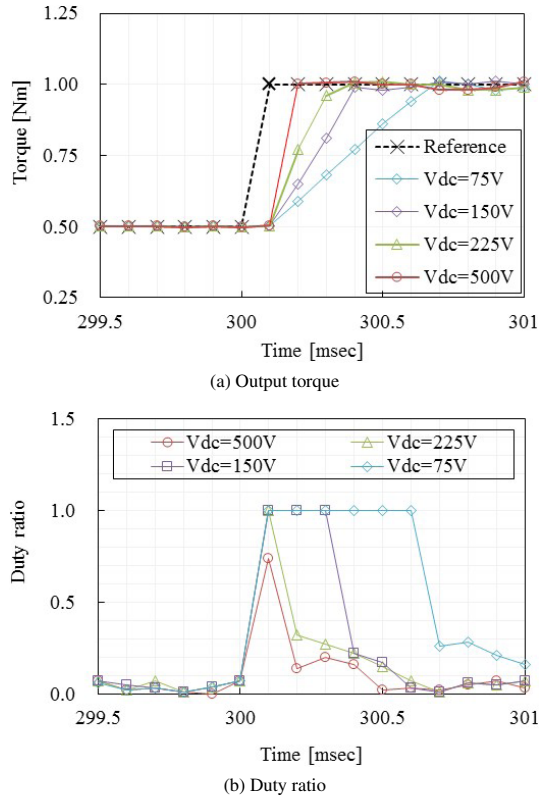 1.25
1.00
0.75
0.50
0.25
Torque [Nm]
Reference
Vdc=75V
Vdc=150V
Vdc=225V
Vdc=500V
299.5
300
300.5
301
Time [msec]
(a) Output torque
1.5
1.0
0.5
0.0
Duty ratio
Vdc=500V
Vdc=225V
Vdc=150V
Vdc=75V
299.5
300
300.5
301
Time [msec]
(b) Duty ratio